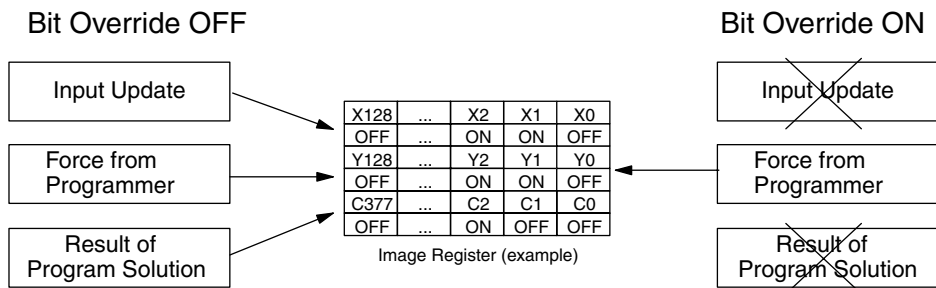 Bit Override OFF
Bit Override ON
Input Update
Force from
Programmer
Result of
Program Solution
X128 ... X2 X1 X0
OFF ... ON ON OFF
Y128 ... Y2 Y1 Y0
OFF ... ON ON OFF
C377 ... C2 C1 C0
OFF ... ON OFF OFF
Image Register (example)
Input Update
Force from
Programmer
Result of
Program Solution